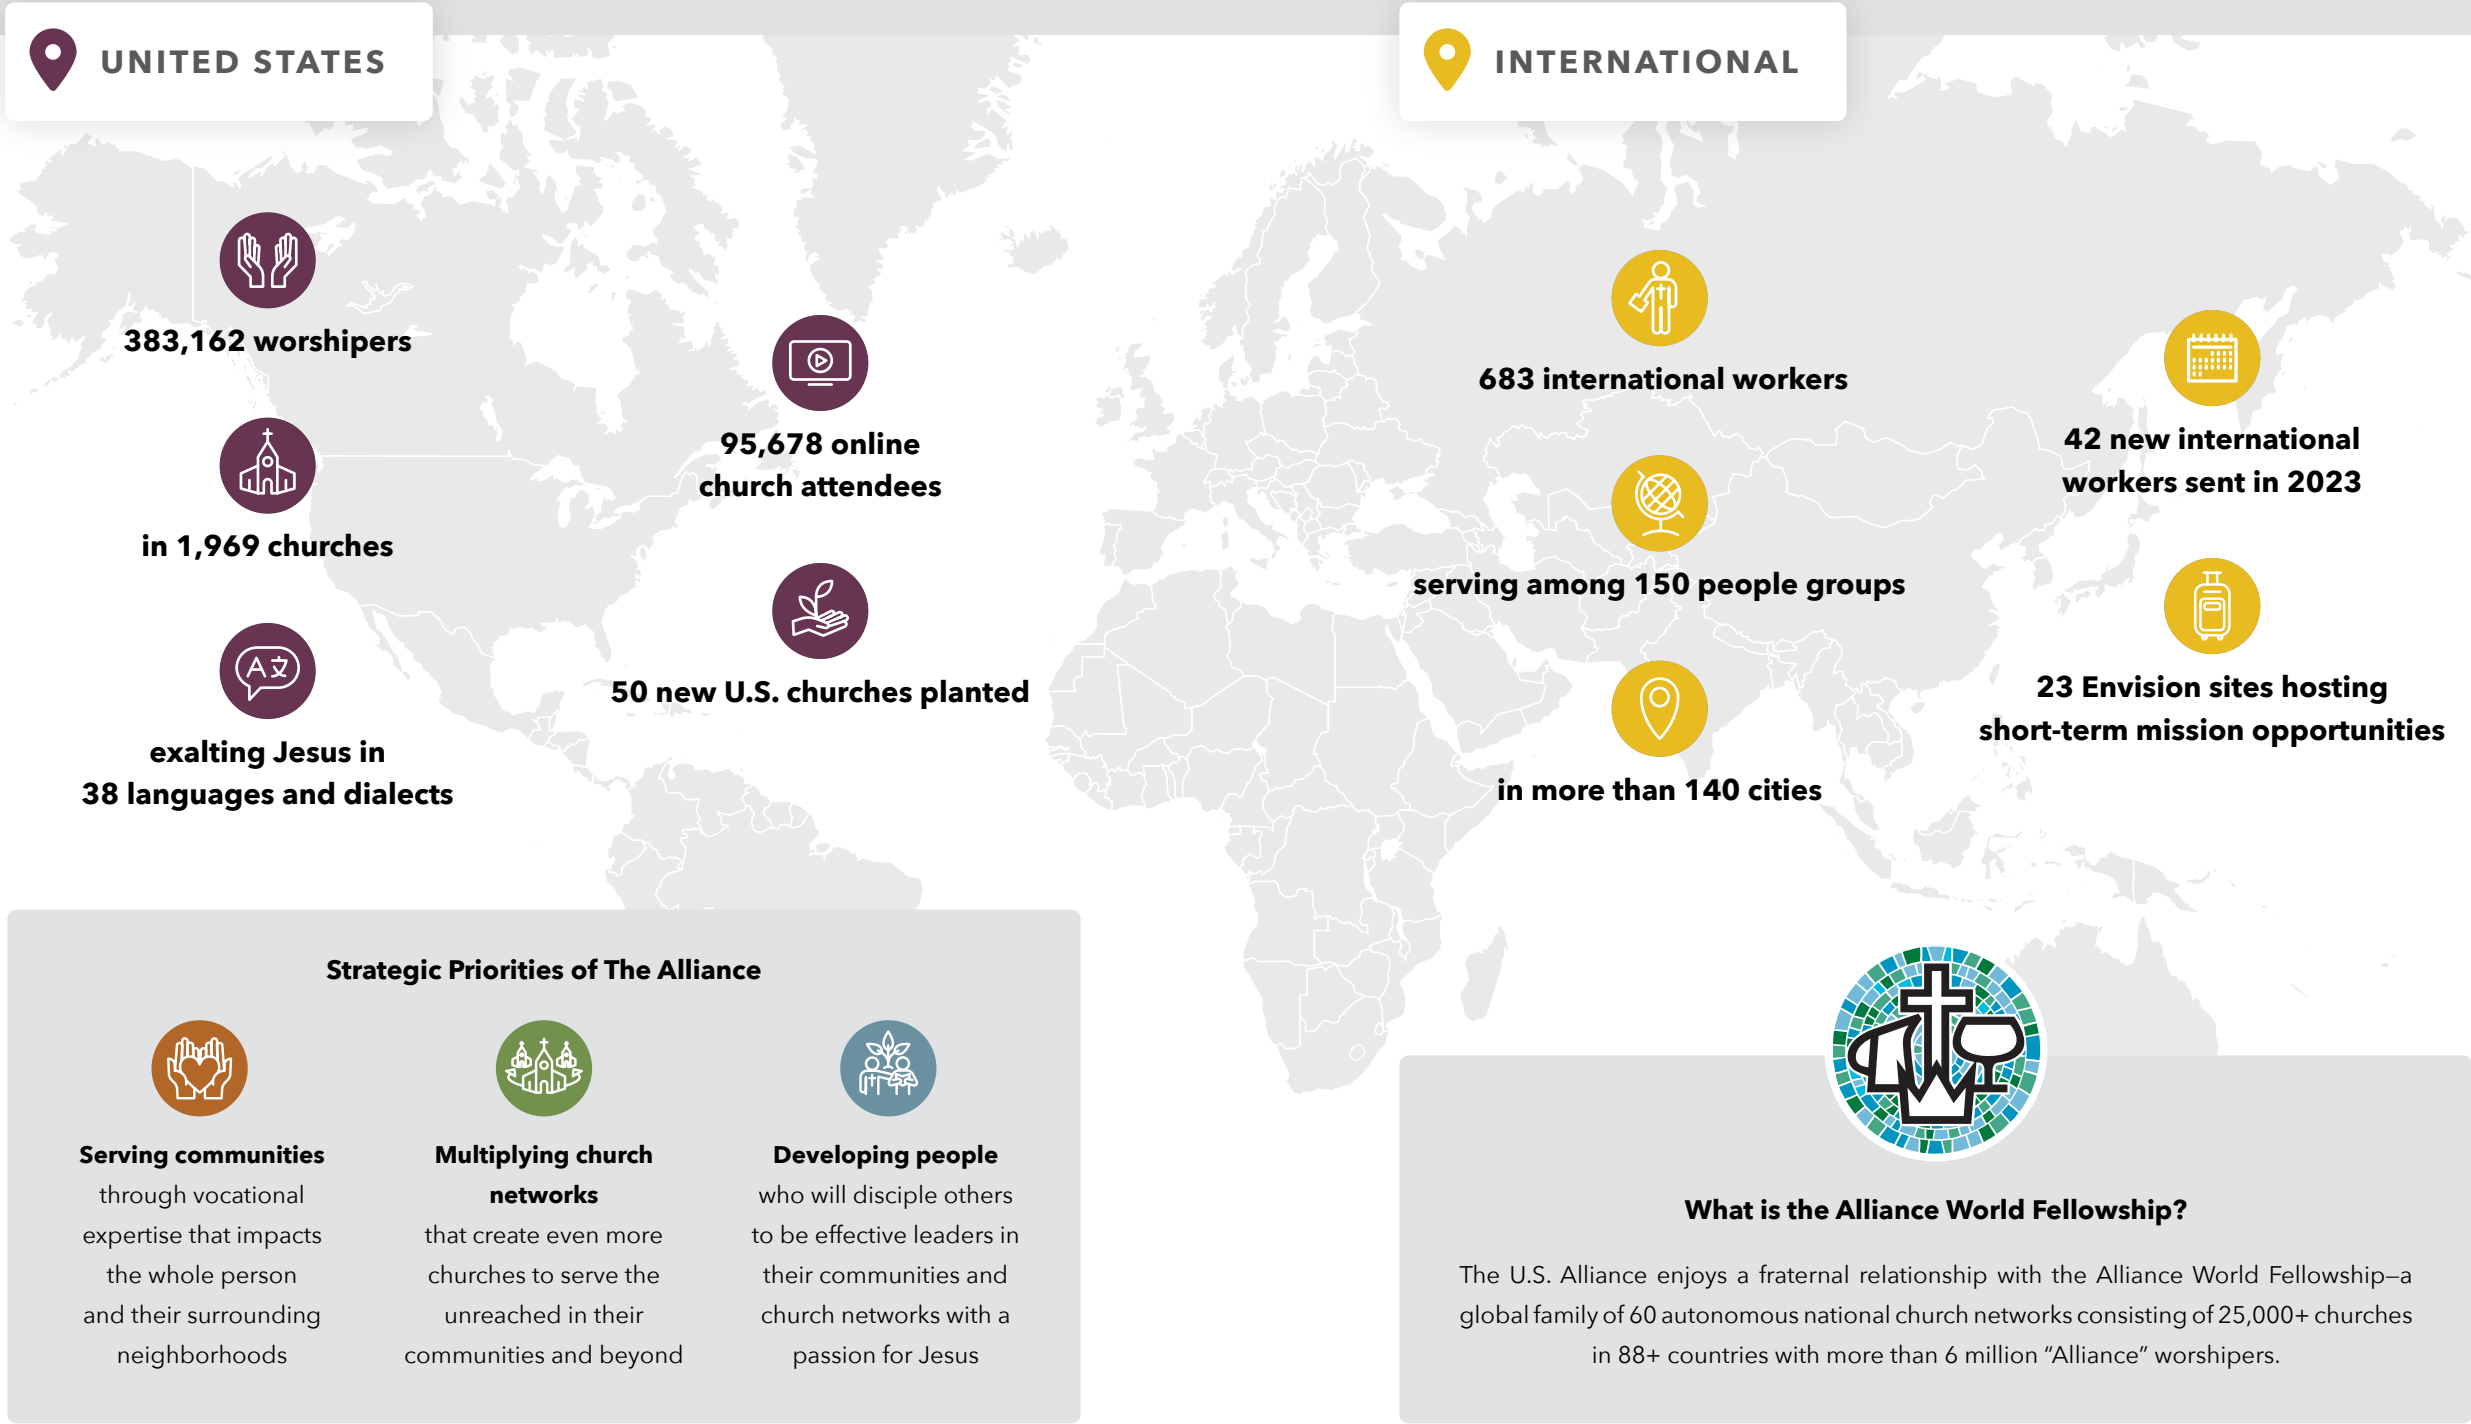 UNITED STATES
383,162 worshipers
in 1,969 churches
exalting Jesus in
38 languages and dialects
95,678 online
church attendees
50 new U.S. churches planted
INTERNATIONAL
683 international workers
serving among 150 people groups
in more than 140 cities
42 new international
workers sent in 2023
23 Envision sites hosting
short-term mission opportunities
Strategic Priorities of The Alliance
Serving communities
through vocational
expertise that impacts
the whole person
and their surrounding
neighborhoods
Multiplying church
networks
that create even more
churches to serve the
unreached in their
communities and beyond
Developing people
who will disciple others
to be effective leaders in
their communities and
church networks with a
passion for Jesus
What is the Alliance World Fellowship?
The U.S. Alliance enjoys a fraternal relationship with the Alliance World Fellowship—a
global family of 60 autonomous national church networks consisting of 25,000+ churches
in 88+ countries with more than 6 million “Alliance” worshipers.